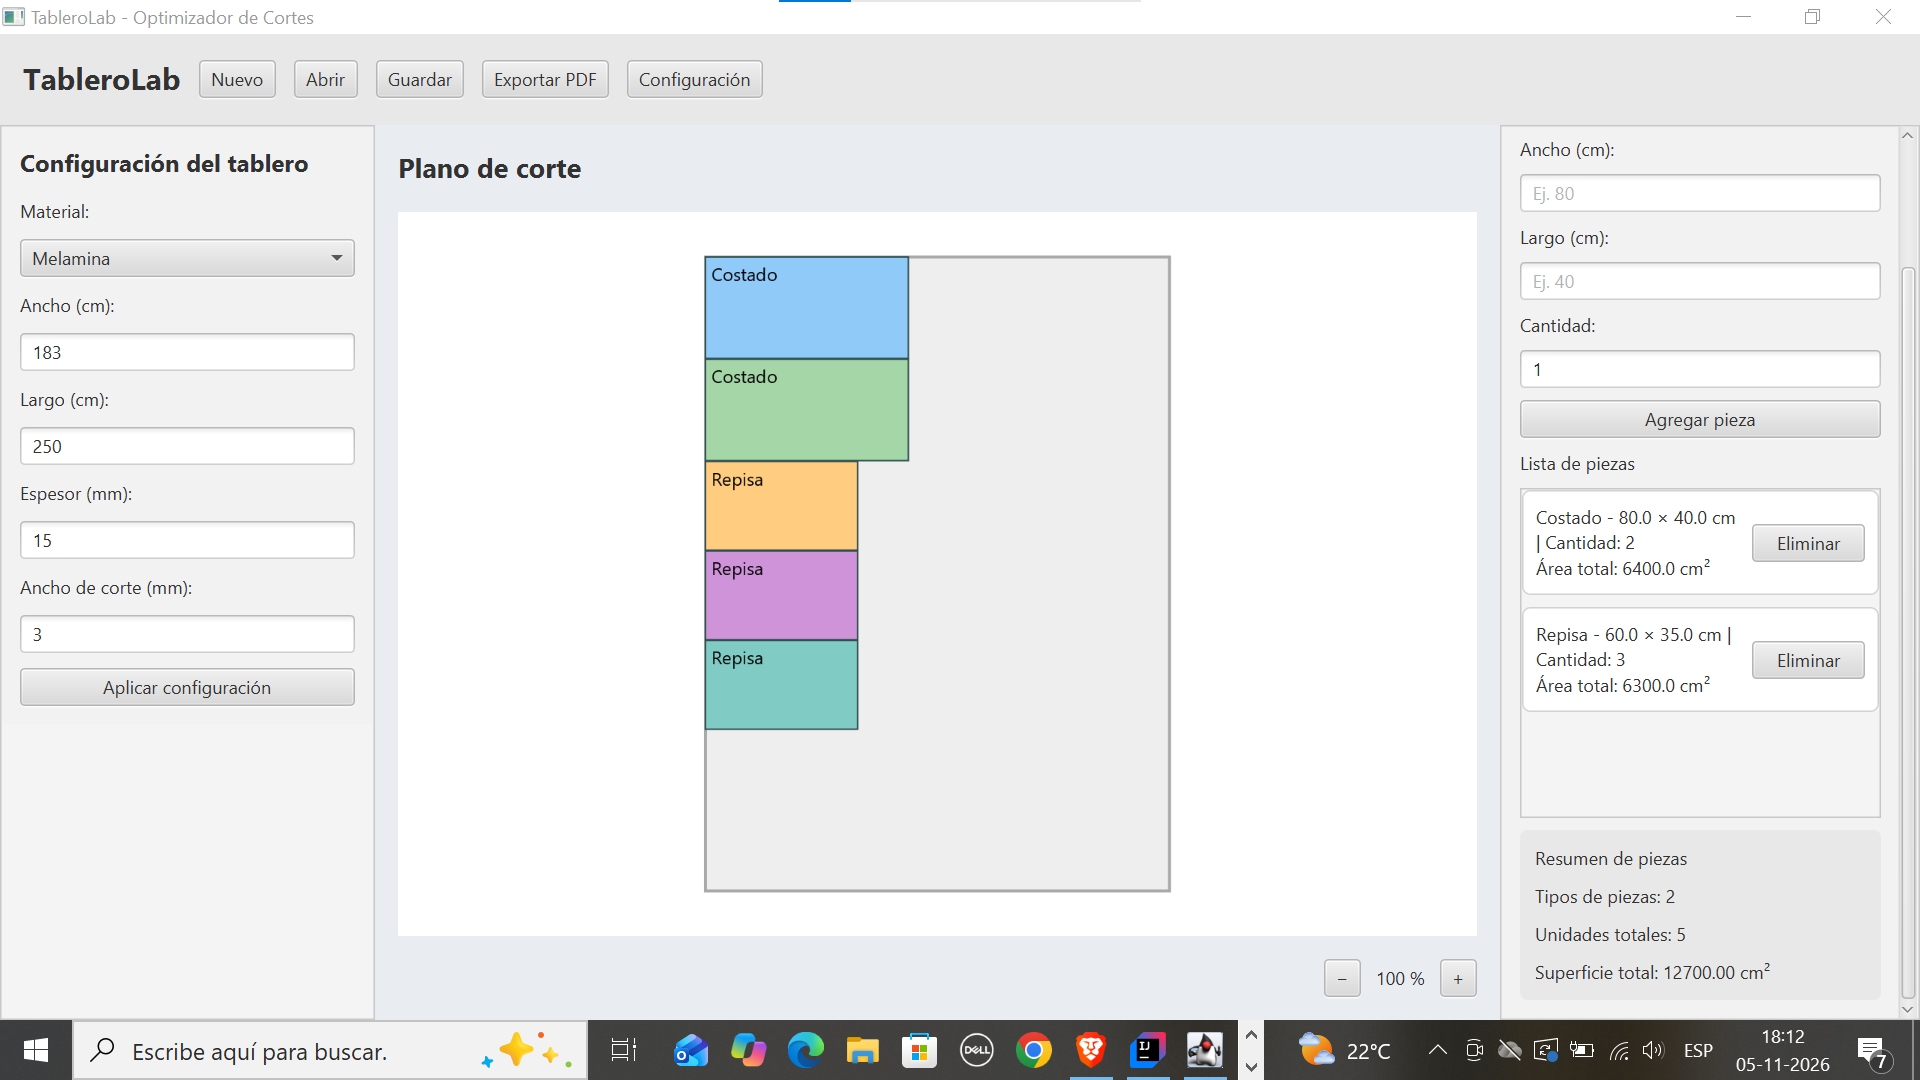 TableroLab - Optimizador de Cortes
TableroLab
Nuevo
Abrir
Guardar
Exportar PDF
Configuración
Configuración del tablero
Material:
Melamina
Ancho (cm):
183
Largo (cm):
250
Espesor (mm):
15
Ancho de corte (mm):
3
Aplicar configuración
Plano de corte
Costado
Costado
Repisa
Repisa
Repisa
−
100 %
+
Ancho (cm):
Ej. 80
Largo (cm):
Ej. 40
Cantidad:
1
Agregar pieza
Lista de piezas
Costado - 80.0 × 40.0 cm
| Cantidad: 2
Área total: 6400.0 cm²
Eliminar
Repisa - 60.0 × 35.0 cm |
Cantidad: 3
Área total: 6300.0 cm²
Eliminar
Resumen de piezas
Tipos de piezas: 2
Unidades totales: 5
Superficie total: 12700.00 cm²
Escribe aquí para buscar.
DELL
IJ
22°C
ESP
18:12
05-11-2026
7